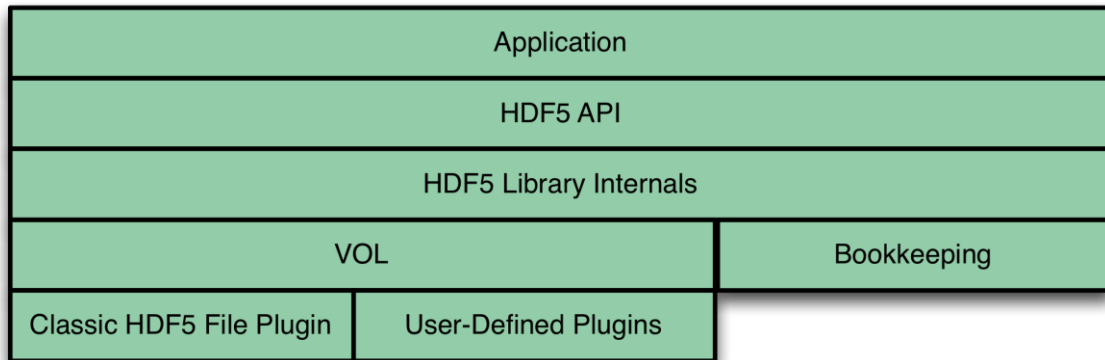 Application
HDF5 API
HDF5 Library Internals
VOL
Bookkeeping
Classic HDF5 File Plugin
User-Defined Plugins